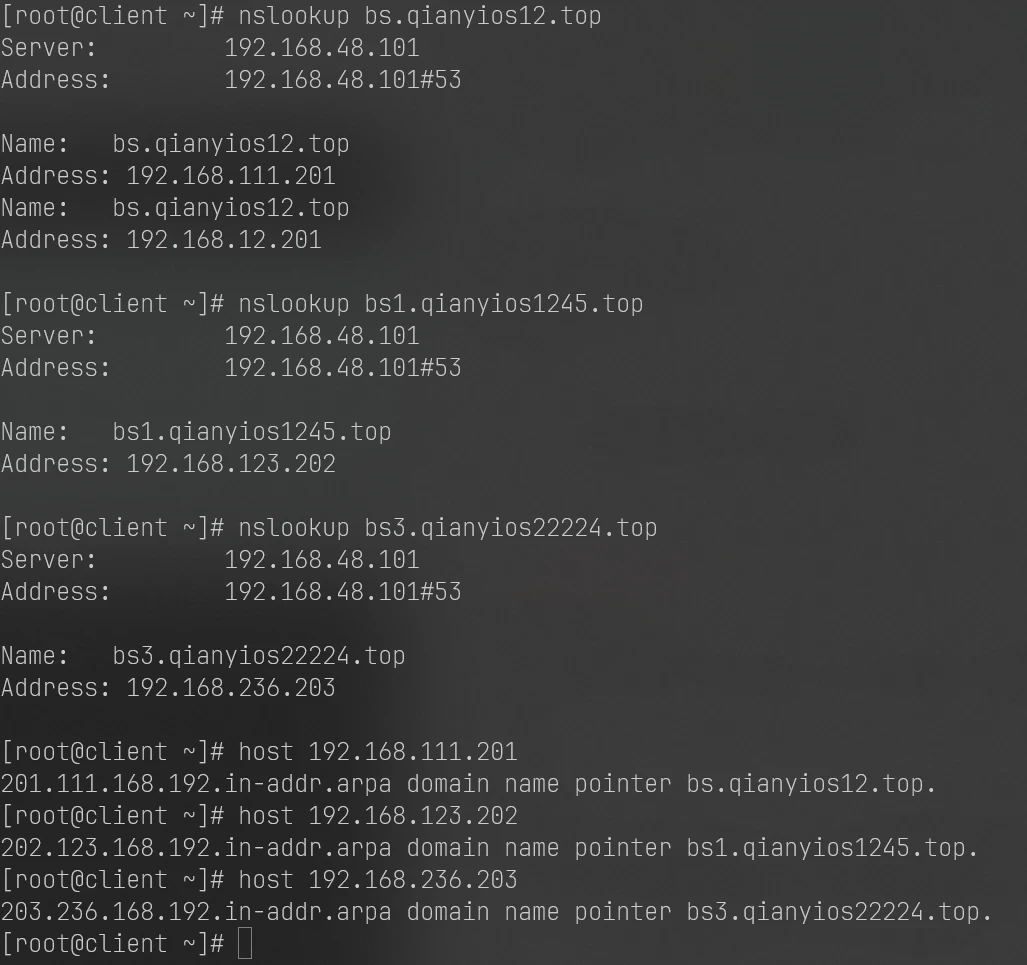 [root@client ~]# nslookup bs.qianyios12.top
Server:         192.168.48.101
Address:        192.168.48.101#53

Name:   bs.qianyios12.top
Address: 192.168.111.201
Name:   bs.qianyios12.top
Address: 192.168.12.201

[root@client ~]# nslookup bs1.qianyios1245.top
Server:         192.168.48.101
Address:        192.168.48.101#53

Name:   bs1.qianyios1245.top
Address: 192.168.123.202

[root@client ~]# nslookup bs3.qianyios22224.top
Server:         192.168.48.101
Address:        192.168.48.101#53

Name:   bs3.qianyios22224.top
Address: 192.168.236.203

[root@client ~]# host 192.168.111.201
201.111.168.192.in-addr.arpa domain name pointer bs.qianyios12.top.
[root@client ~]# host 192.168.123.202
202.123.168.192.in-addr.arpa domain name pointer bs1.qianyios1245.top.
[root@client ~]# host 192.168.236.203
203.236.168.192.in-addr.arpa domain name pointer bs3.qianyios22224.top.
[root@client ~]#